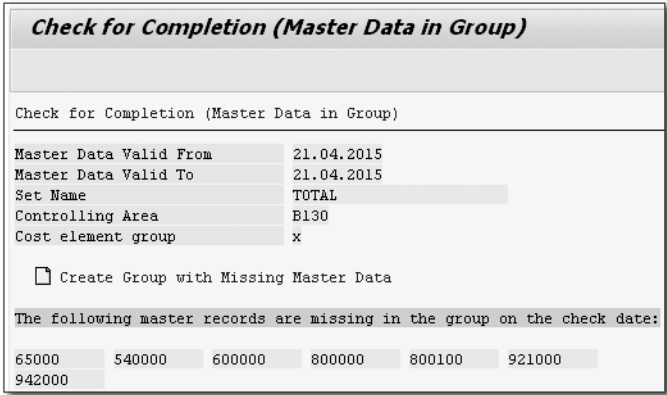 Check for Completion (Master Data in Group)
Check for Completion (Master Data in Group)
Master Data Valid From 21.04.2015
Master Data Valid To 21.04.2015
Set Name TOTAL
Controlling Area B130
Cost element group x
Create Group with Missing Master Data
The following master records are missing in the group on the check date:
65000 540000 600000 800000 800100 921000
942000